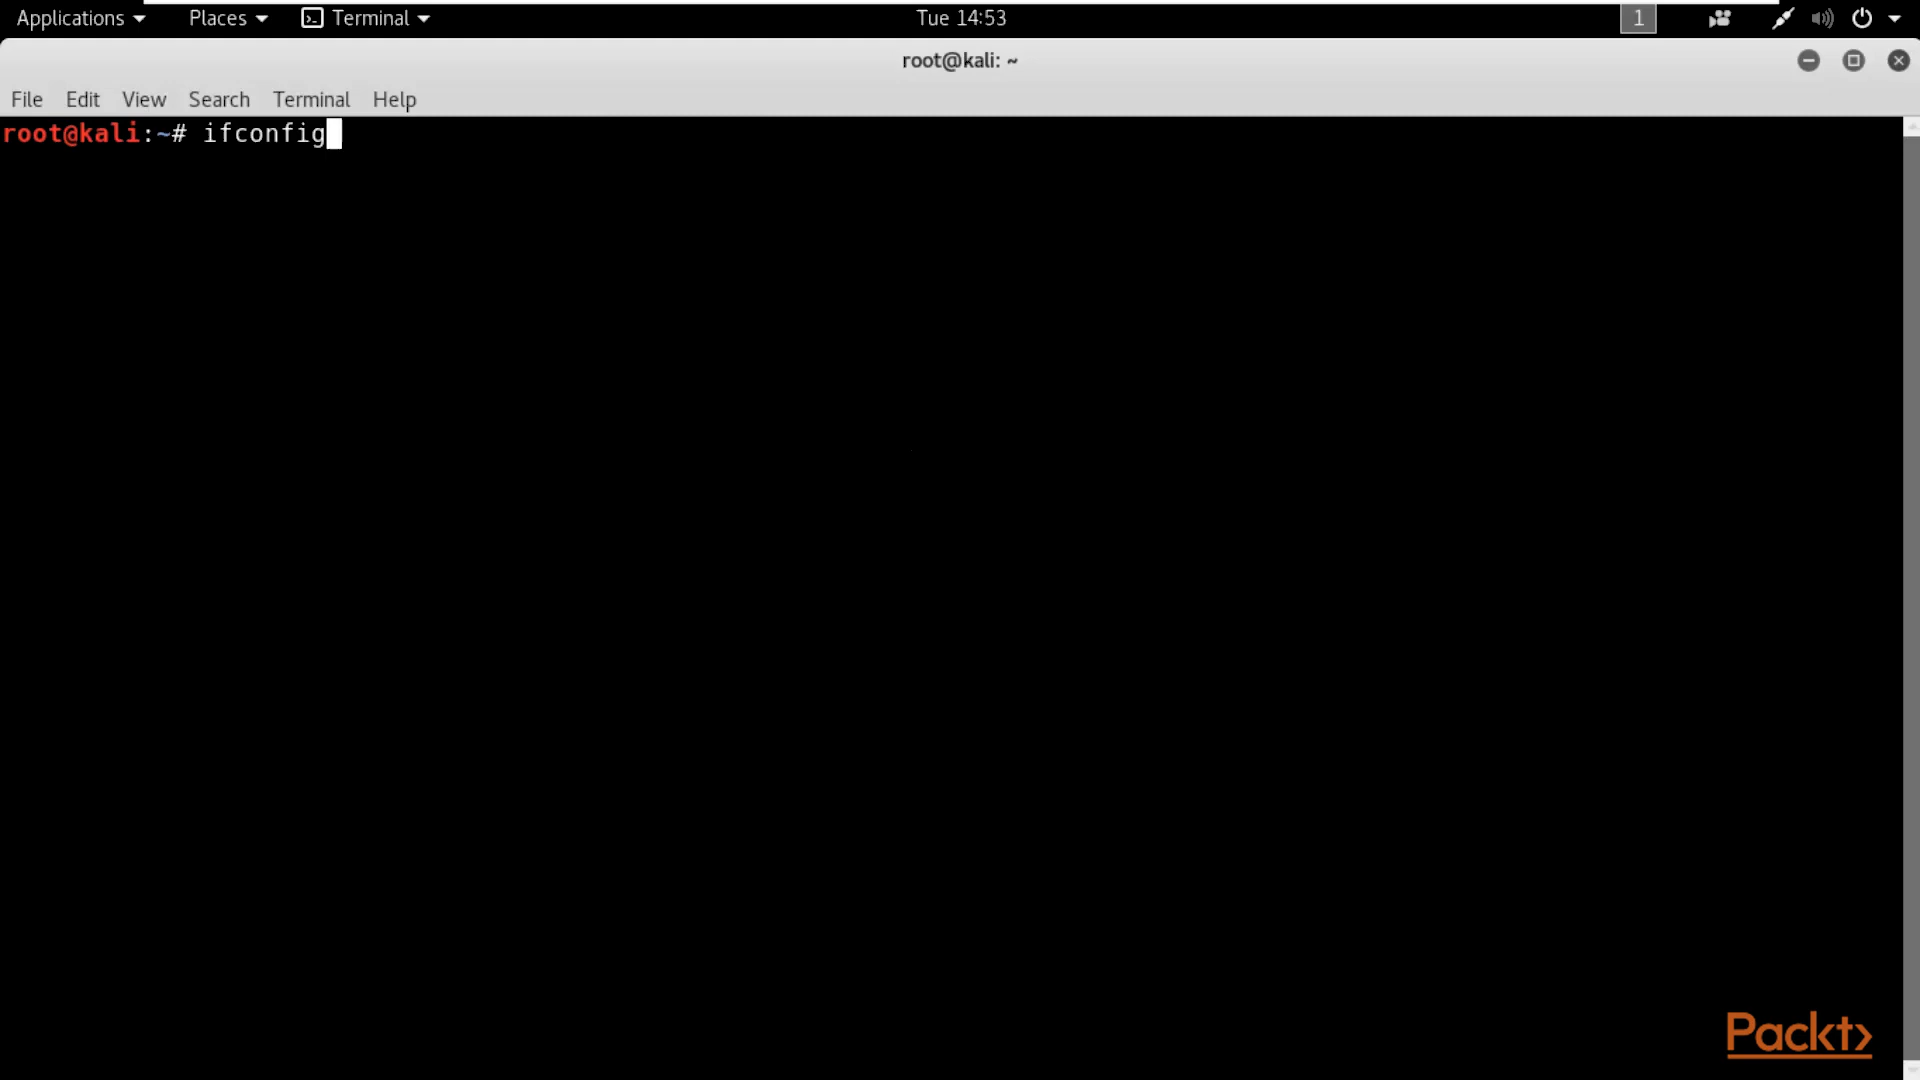 Applications Places Terminal Tue 14:53 1
root@kali: ~
File Edit View Search Terminal Help
root@kali:~# ifconfig
Packt